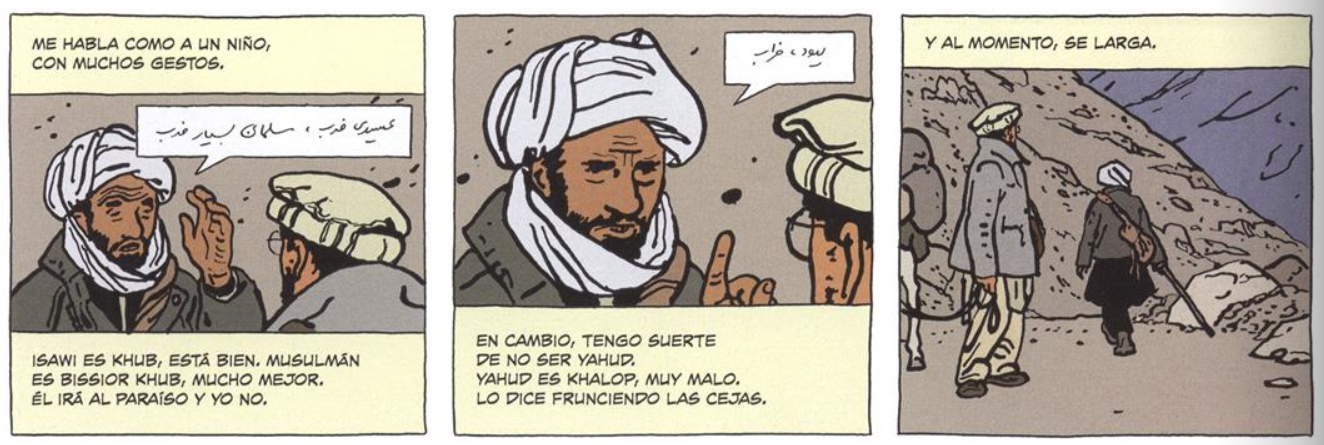 ME HABLA COMO A UN NIÑO,
CON MUCHOS GESTOS.
عیسوی خوب ، مسلمان بسیار خوب
ISAWI ES KHUB, ESTÁ BIEN. MUSULMÁN
ES BISSIOR KHUB, MUCHO MEJOR.
ÉL IRÁ AL PARAÍSO Y YO NO.
یهود ، خراب
EN CAMBIO, TENGO SUERTE
DE NO SER YAHUD.
YAHUD ES KHALOP, MUY MALO.
LO DICE FRUNCIENDO LAS CEJAS.
Y AL MOMENTO, SE LARGA.